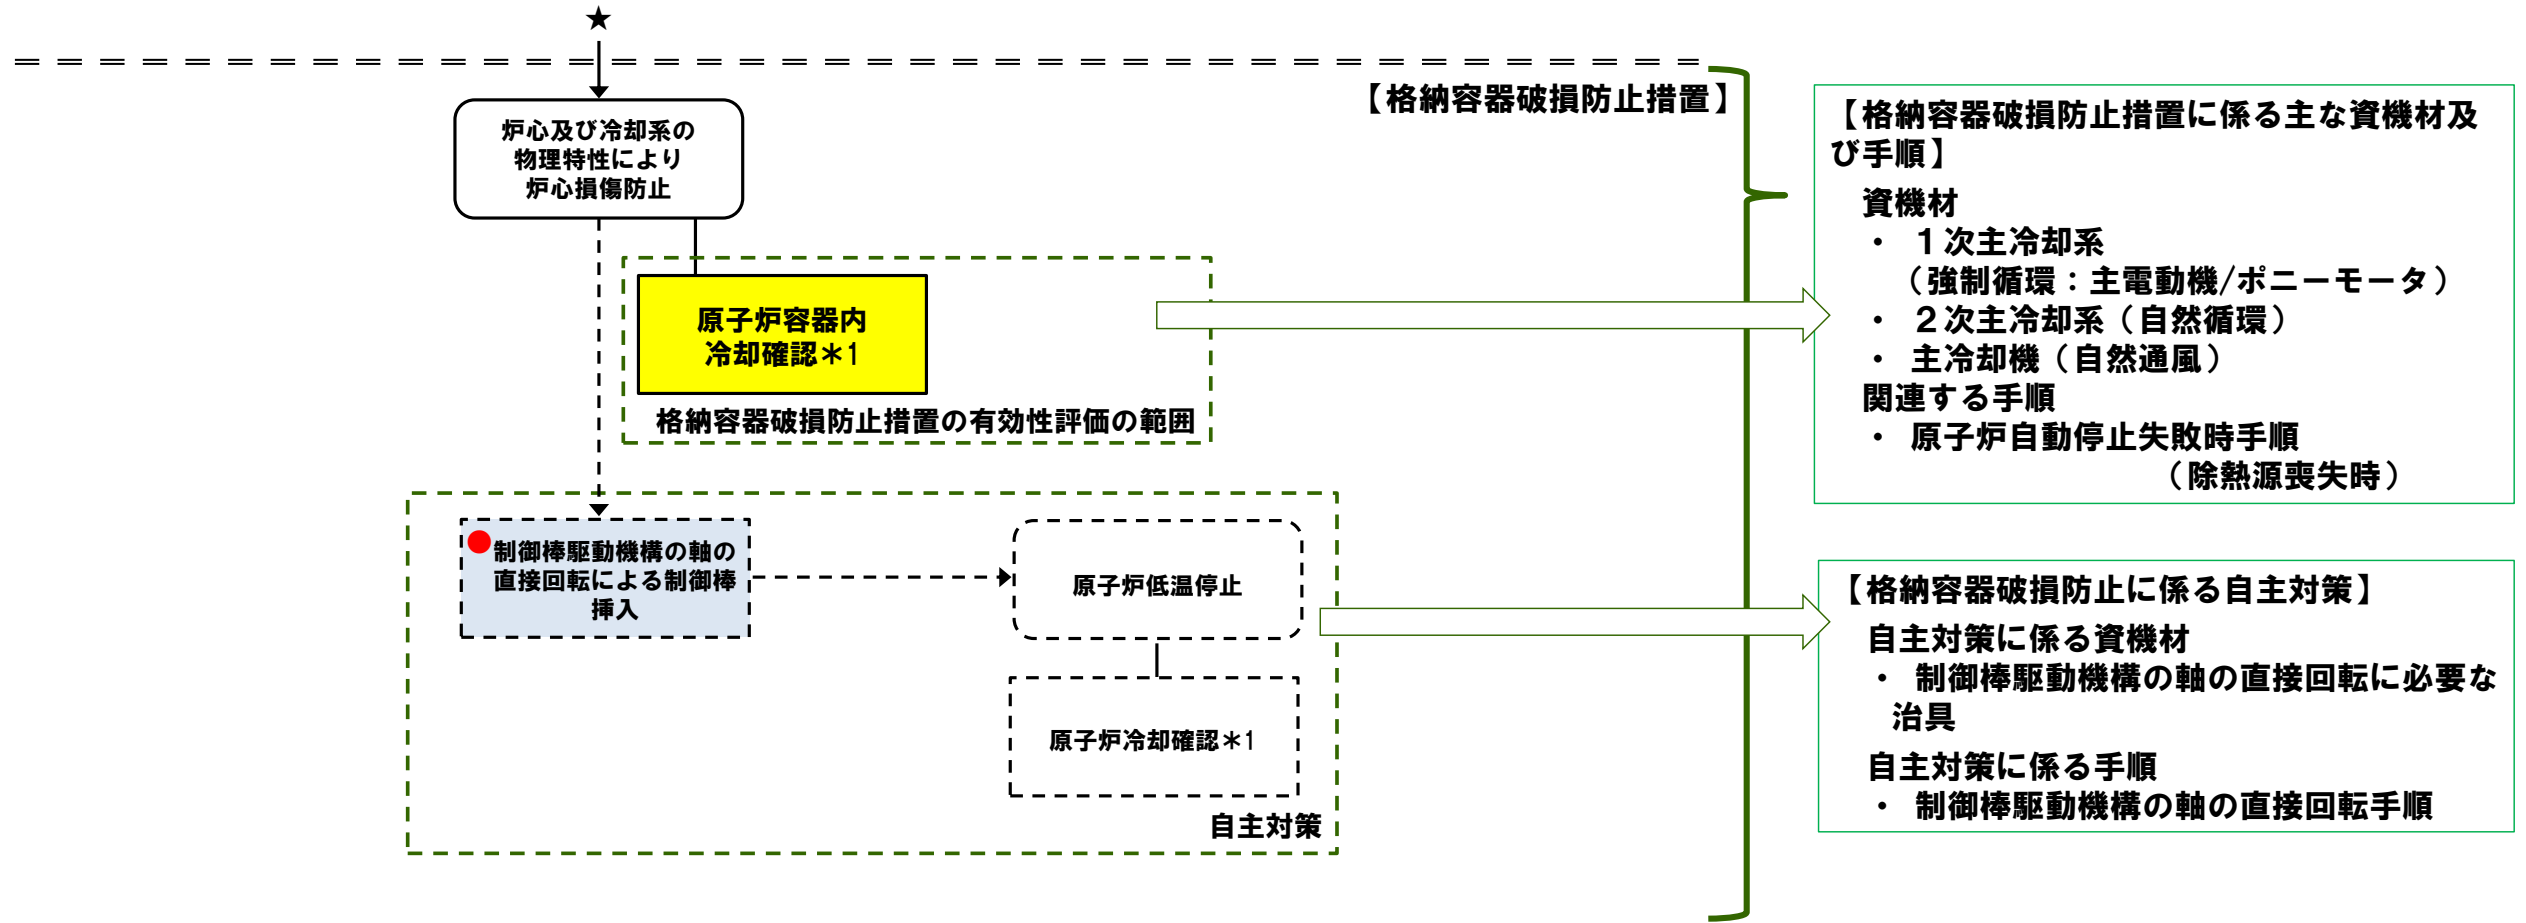 ★
【格納容器破損防止措置】
炉心及び冷却系の
物理特性により
炉心損傷防止
原子炉容器内
冷却確認＊1
格納容器破損防止措置の有効性評価の範囲
制御棒駆動機構の軸の
直接回転による制御棒
挿入
原子炉低温停止
原子炉冷却確認＊1
自主対策
【格納容器破損防止措置に係る主な資機材及
び手順】
資機材
・ １次主冷却系
（強制循環：主電動機/ポニーモータ）
・ ２次主冷却系（自然循環）
・ 主冷却機（自然通風）
関連する手順
・ 原子炉自動停止失敗時手順
（除熱源喪失時）
【格納容器破損防止に係る自主対策】
自主対策に係る資機材
・ 制御棒駆動機構の軸の直接回転に必要な
治具
自主対策に係る手順
・ 制御棒駆動機構の軸の直接回転手順